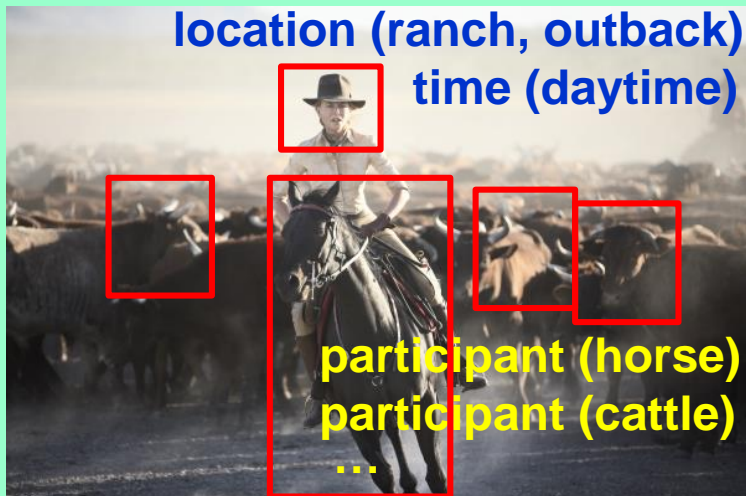 location (ranch, outback)
time (daytime)
participant (horse)
participant (cattle)
...